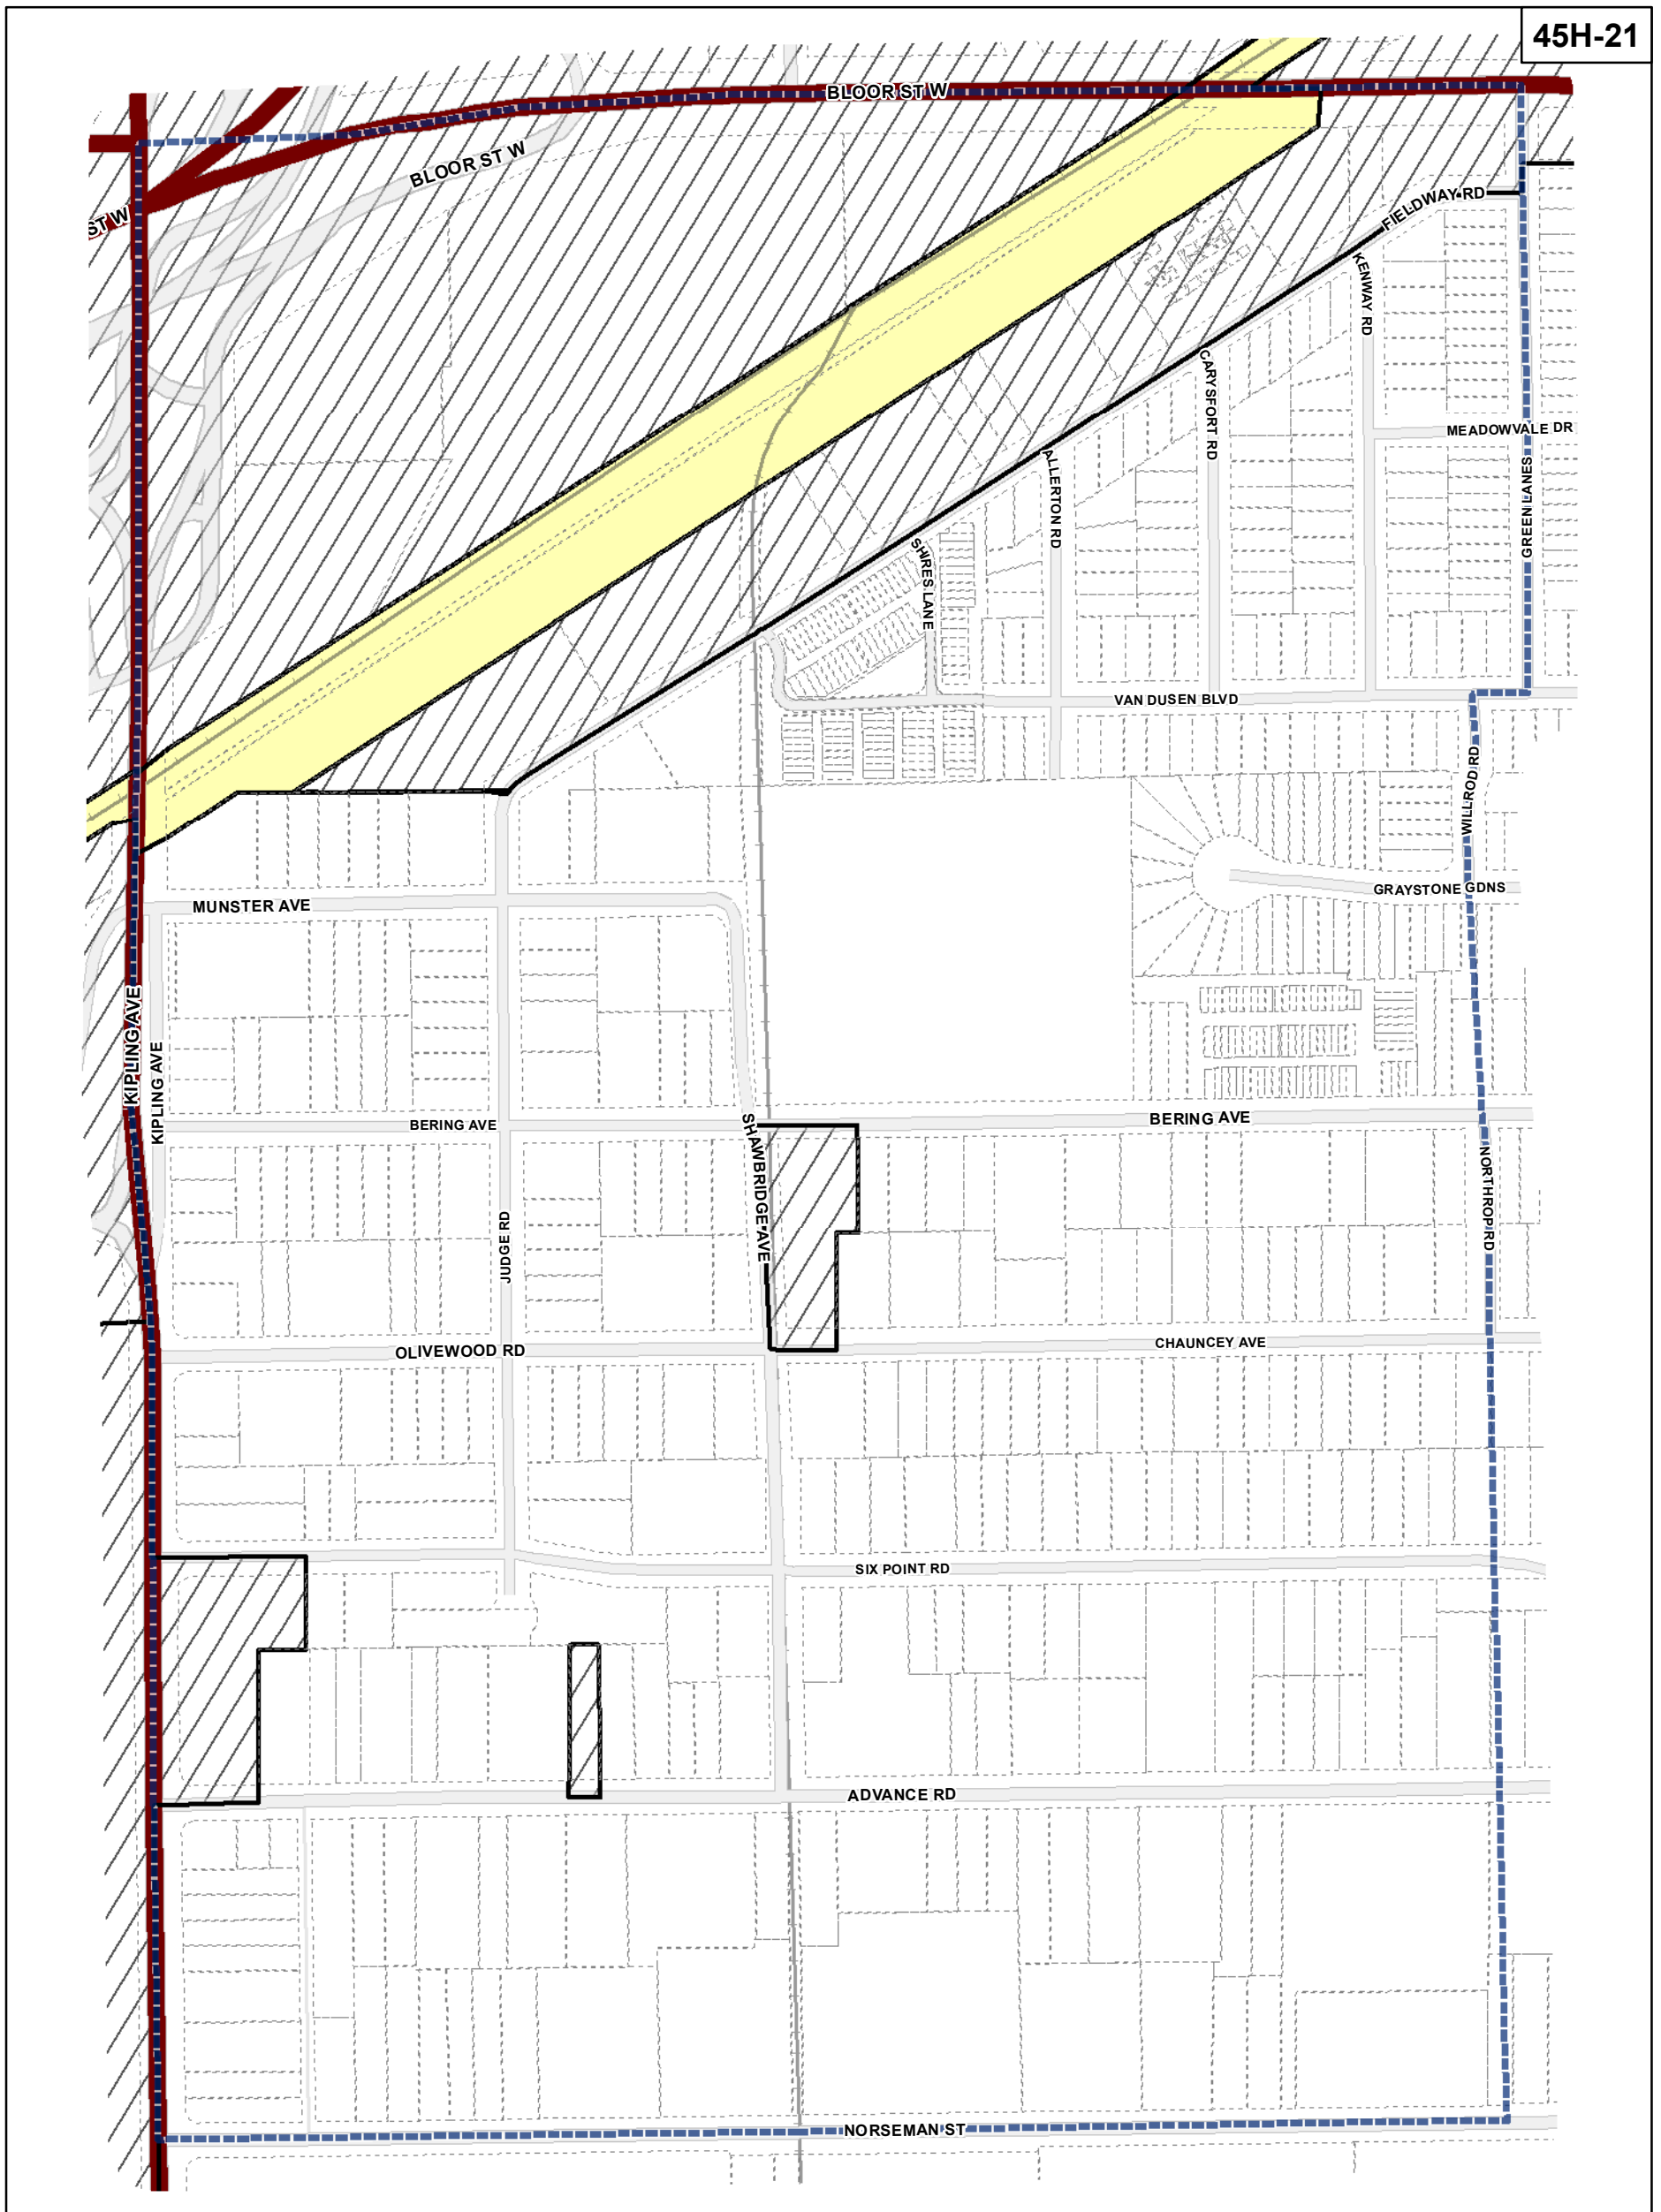 45H-21
BLOOR ST W
BLOOR ST W
ST W
FIELDWAY RD
KENWAY RD
CARYSFORT RD
MEADOWVALE DR
ALLERTON RD
GREEN LANES
SHIRES LANE
VAN DUSEN BLVD
WILLROD RD
GRAYSTONE GDNS
MUNSTER AVE
KIPLING AVE
KIPLING AVE
BERING AVE
BERING AVE
SHAWBRIDGE AVE
NORTHROP RD
JUDGE RD
OLIVEWOOD RD
CHAUNCEY AVE
SIX POINT RD
ADVANCE RD
NORSEMAN ST